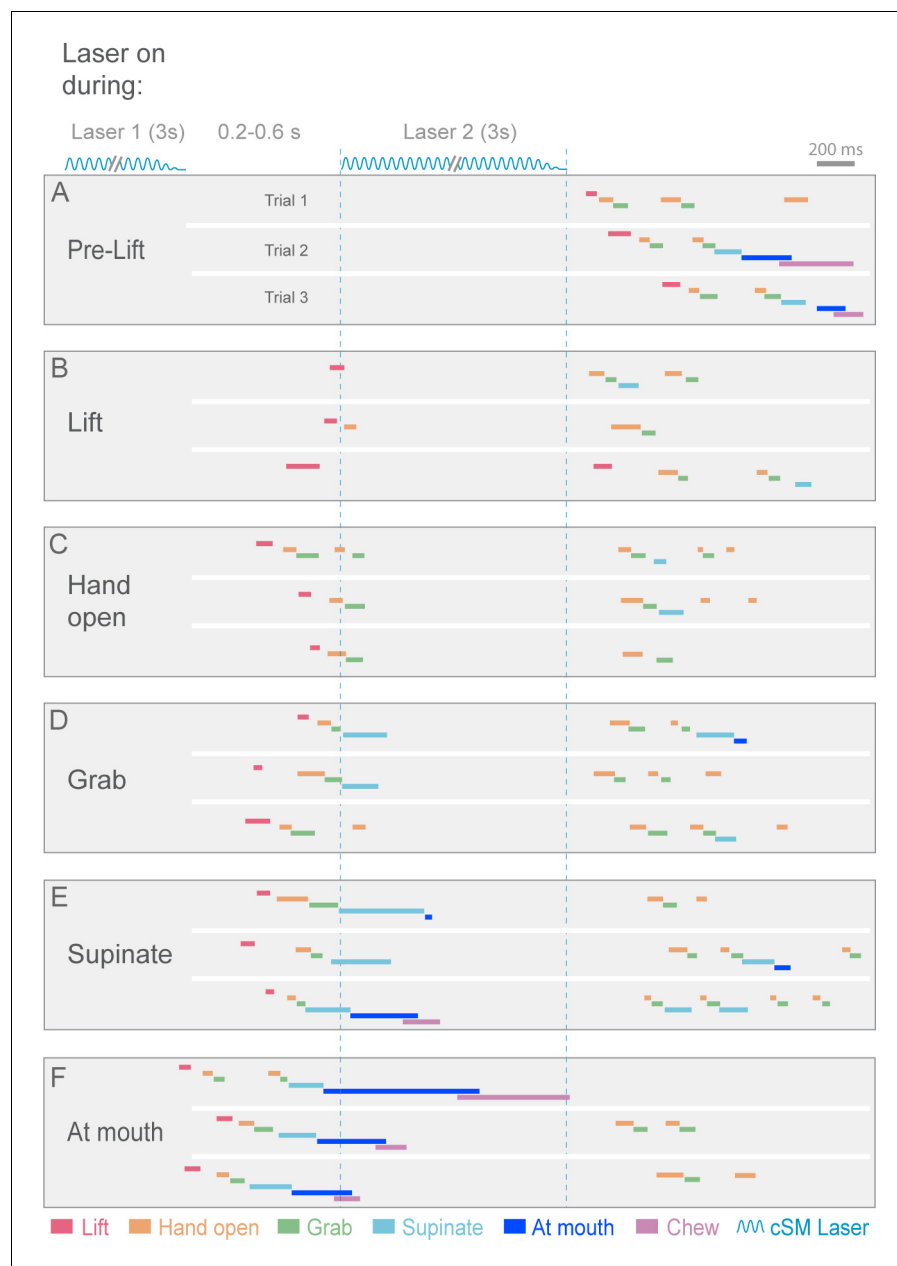 Laser on
during:
Laser 1 (3s) 0.2-0.6 s Laser 2 (3s)
200 ms
A
Trial 1
Pre-Lift
Trial 2
Trial 3
B
Lift
C
Hand
open
D
Grab
E
Supinate
F
At mouth
Lift Hand open Grab Supinate At mouth Chew cSM Laser